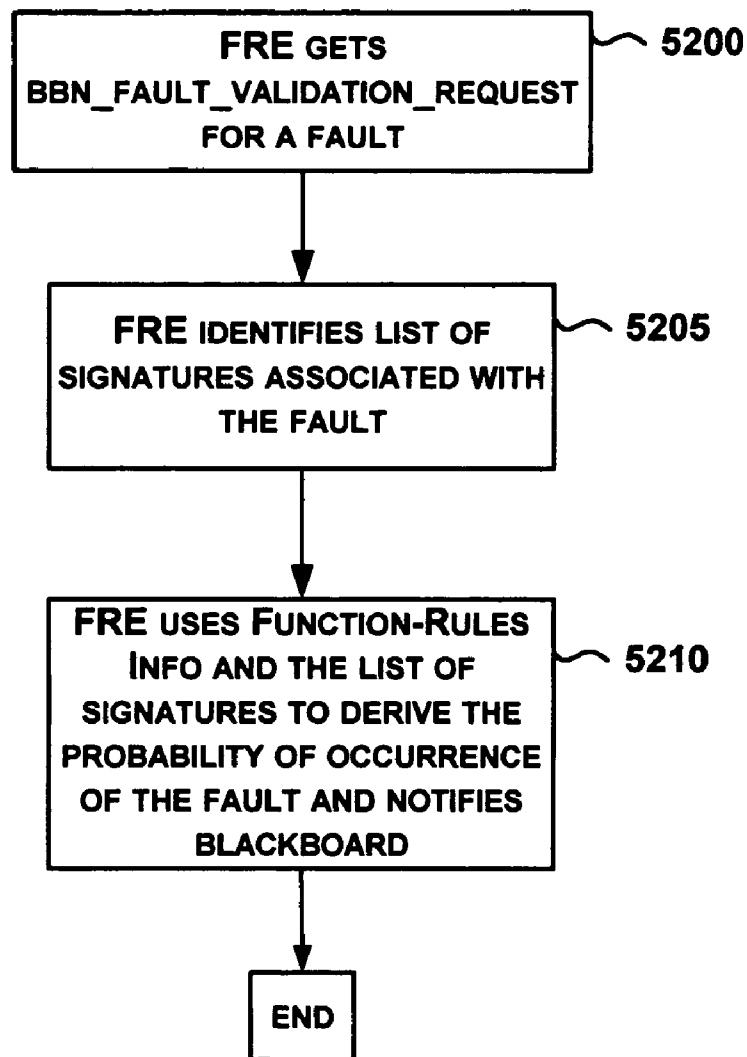 FRE GETS
BBN_FAULT_VALIDATION_REQUEST
FOR A FAULT
5200
FRE IDENTIFIES LIST OF
SIGNATURES ASSOCIATED WITH
THE FAULT
5205
FRE USES FUNCTION-RULES
INFO AND THE LIST OF
SIGNATURES TO DERIVE THE
PROBABILITY OF OCCURRENCE
OF THE FAULT AND NOTIFIES
BLACKBOARD
5210
END